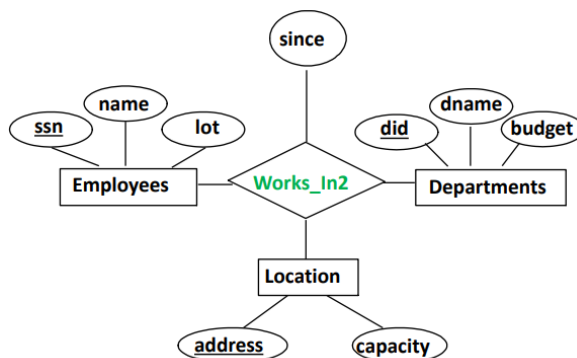 since
name
ssn
lot
dname
did
budget
Employees
Works_In2
Departments
Location
address
capacity